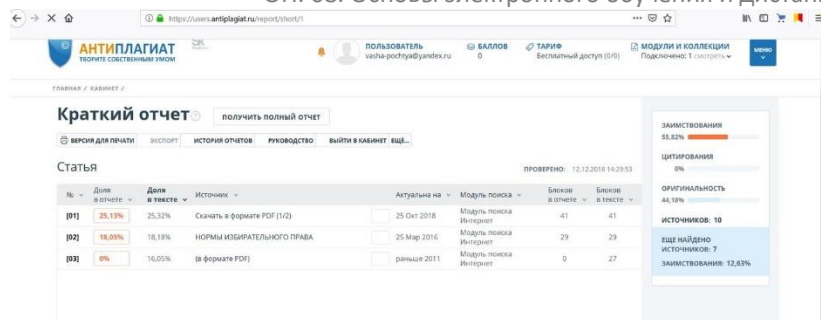 https://users.antiplagiat.ru/report/short/1
АНТИПЛАГИАТ
ТВОРИТЕ СОБСТВЕННЫМ УМОМ
SK
ПОЛЬЗОВАТЕЛЬ
vasha-pochtya@yandex.ru
БАЛЛОВ
0
ТАРИФ
Бесплатный доступ (0/0)
МОДУЛИ И КОЛЛЕКЦИИ
Подключено: 1 смотреть
МЕНЮ
ГЛАВНАЯ / КАБИНЕТ /
Краткий отчет
ПОЛУЧИТЬ ПОЛНЫЙ ОТЧЕТ
ВЕРСИЯ ДЛЯ ПЕЧАТИ ЭКСПОРТ ИСТОРИЯ ОТЧЕТОВ РУКОВОДСТВО ВЫЙТИ В КАБИНЕТ ЕЩЁ...
Статья
ПРОВЕРЕНО: 12.12.2018 14:29:53
№ Доля в отчете Доля в тексте Источник Актуальна на Модуль поиска Блоков в отчете Блоков в тексте
[01] 25,13% 25,32% Скачать в формате PDF (1/2) 25 Окт 2018 Модуль поиска Интернет 41 41
[02] 18,05% 18,18% НОРМЫ ИЗБИРАТЕЛЬНОГО ПРАВА 25 Мар 2016 Модуль поиска Интернет 29 29
[03] 0% 16,05% (в формате PDF) раньше 2011 Модуль поиска Интернет 0 27
ЗАИМСТВОВАНИЯ
55,82%
ЦИТИРОВАНИЯ
0%
ОРИГИНАЛЬНОСТЬ
44,18%
ИСТОЧНИКОВ: 10
ЕЩЕ НАЙДЕНО
ИСТОЧНИКОВ: 7
ЗАИМСТВОВАНИЯ: 12,63%